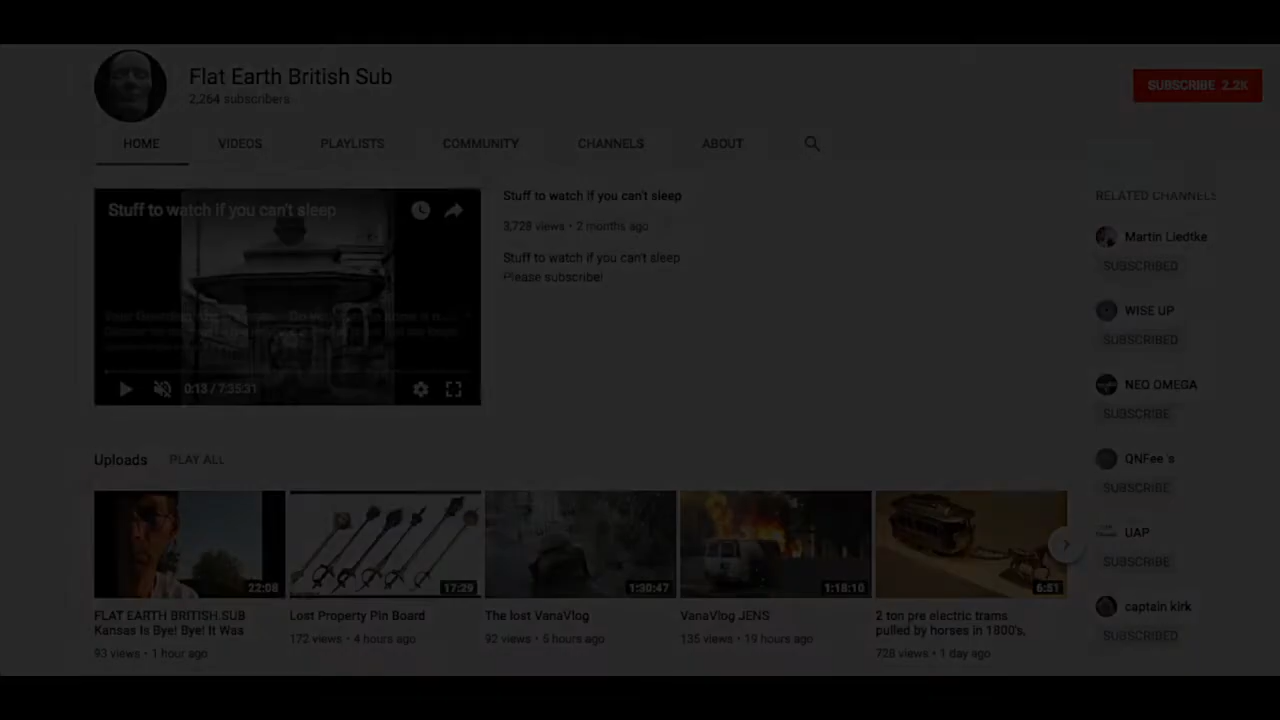 Flat Earth British Sub
2,264 subscribers
SUBSCRIBE 2.2K
HOME VIDEOS PLAYLISTS COMMUNITY CHANNELS ABOUT
Stuff to watch if you can't sleep
0:13 / 7:35:31
Stuff to watch if you can't sleep
3,728 views • 2 months ago
Stuff to watch if you can't sleep
Please subscribe!
RELATED CHANNELS
Martin Liedtke
SUBSCRIBED
WISE UP
SUBSCRIBED
NEO OMEGA
SUBSCRIBE
QNFee 's
SUBSCRIBE
UAP
SUBSCRIBE
captain kirk
SUBSCRIBED
Uploads PLAY ALL
22:08
17:29
1:30:47
1:18:10
6:51
FLAT EARTH BRITISH.SUB
Kansas Is Bye! Bye! It Was
93 views • 1 hour ago
Lost Property Pin Board
172 views • 4 hours ago
The lost VanaVlog
92 views • 5 hours ago
VanaVlog JENS
135 views • 19 hours ago
2 ton pre electric trams
pulled by horses in 1800's,
728 views • 1 day ago